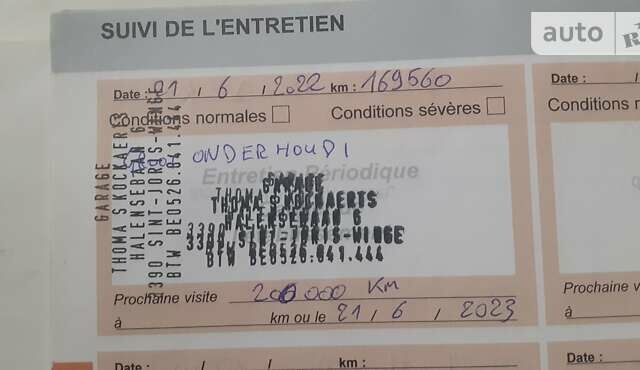 SUIVI DE L'ENTRETIEN
auto
RI
Date : 21 / 6 / 2022 km : 169560
Conditions normales
Conditions sévères
ONDERHOUD 1
Entretien Périodique
GARAGE
THOMAS KOCKAERTS
HALENSEBAAN 6
3390 SINT-JORIS-WINGE
BTW BE0526.041.444
GARAGE
THOMAS KOCKAERTS
HALENSEBAAN 6
3390 SINT-JORIS-WINGE
BTW BE0526.041.444
Prochaine visite 200000 Km
à km ou le 21 / 6 / 2023
Date : / / km :
Date :
Conditions n
Prochaine v
à
Date :